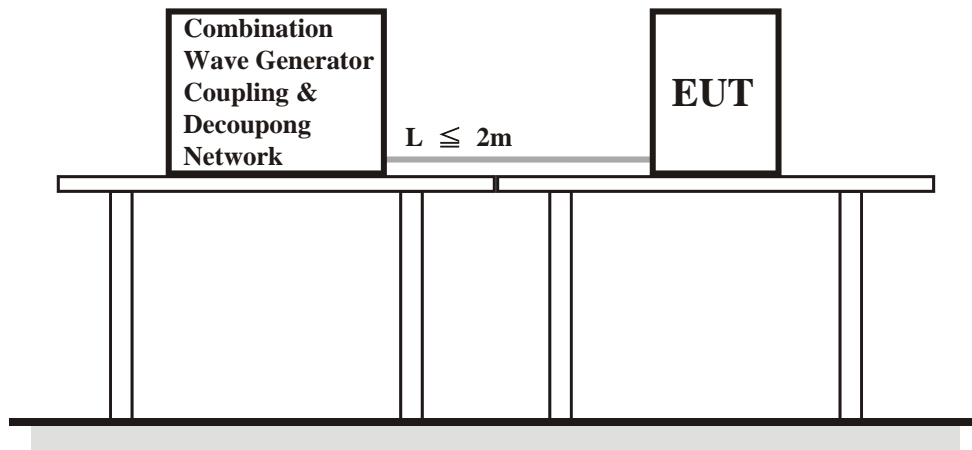 Combination
Wave Generator
Coupling &
Decoupong
Network
L ≦ 2m
EUT